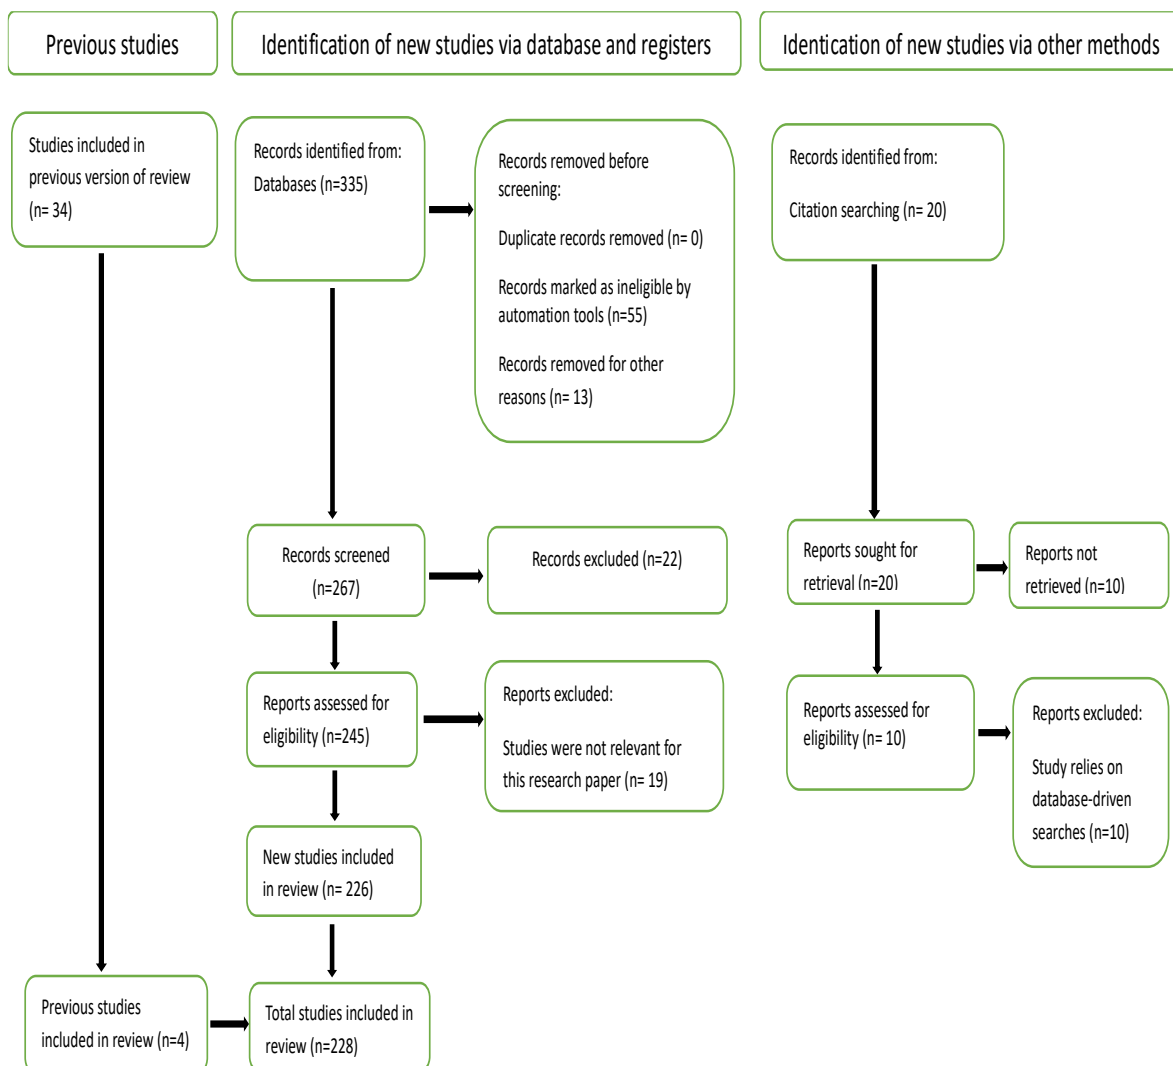 Previous studies
Identification of new studies via database and registers
Identication of new studies via other methods
Studies included in
previous version of review
(n= 34)
Records identified from:
Databases (n=335)
Records removed before
screening:
Duplicate records removed (n= 0)
Records marked as ineligible by
automation tools (n=55)
Records removed for other
reasons (n= 13)
Records identified from:
Citation searching (n= 20)
Records screened
(n=267)
Records excluded (n=22)
Reports sought for
retrieval (n=20)
Reports not
retrieved (n=10)
Reports assessed for
eligibility (n=245)
Reports excluded:
Studies were not relevant for
this research paper (n= 19)
Reports assessed for
eligibility (n= 10)
Reports excluded:
Study relies on
database-driven
searches (n=10)
New studies included
in review (n= 226)
Previous studies
included in review (n=4)
Total studies included in
review (n=228)